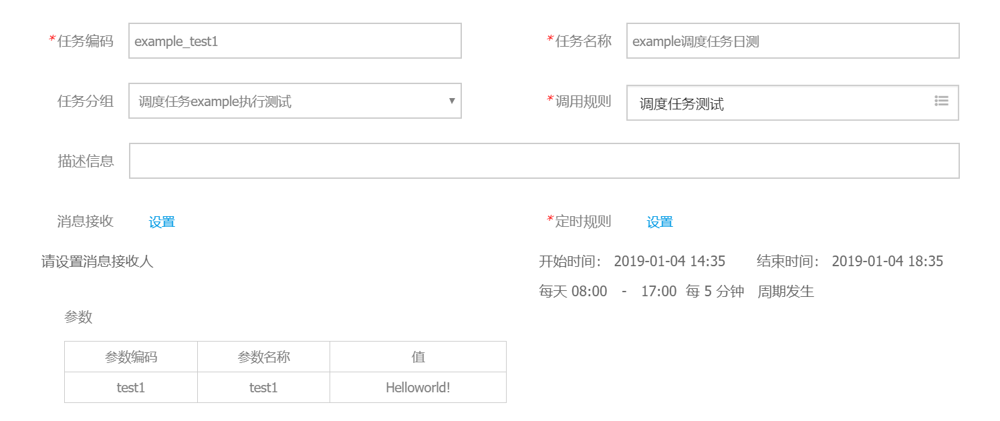 *任务编码 example_test1 *任务名称 example调度任务日测
任务分组 调度任务example执行测试 *调用规则 调度任务测试
描述信息
消息接收 设置 *定时规则 设置
请设置消息接收人 开始时间： 2019-01-04 14:35 结束时间： 2019-01-04 18:35
每天 08:00 - 17:00 每 5 分钟 周期发生
参数
参数编码 参数名称 值
test1 test1 Helloworld!